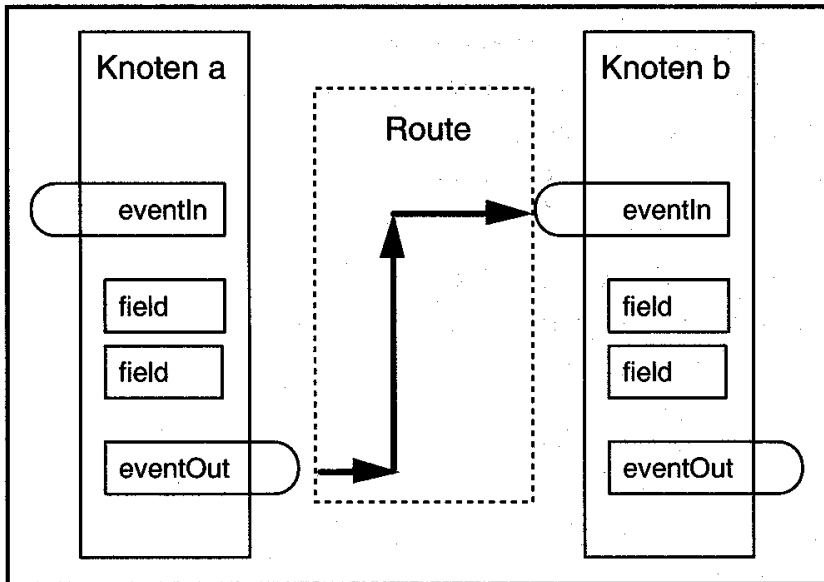 Knoten a
eventIn
field
field
eventOut
Route
Knoten b
eventIn
field
field
eventOut